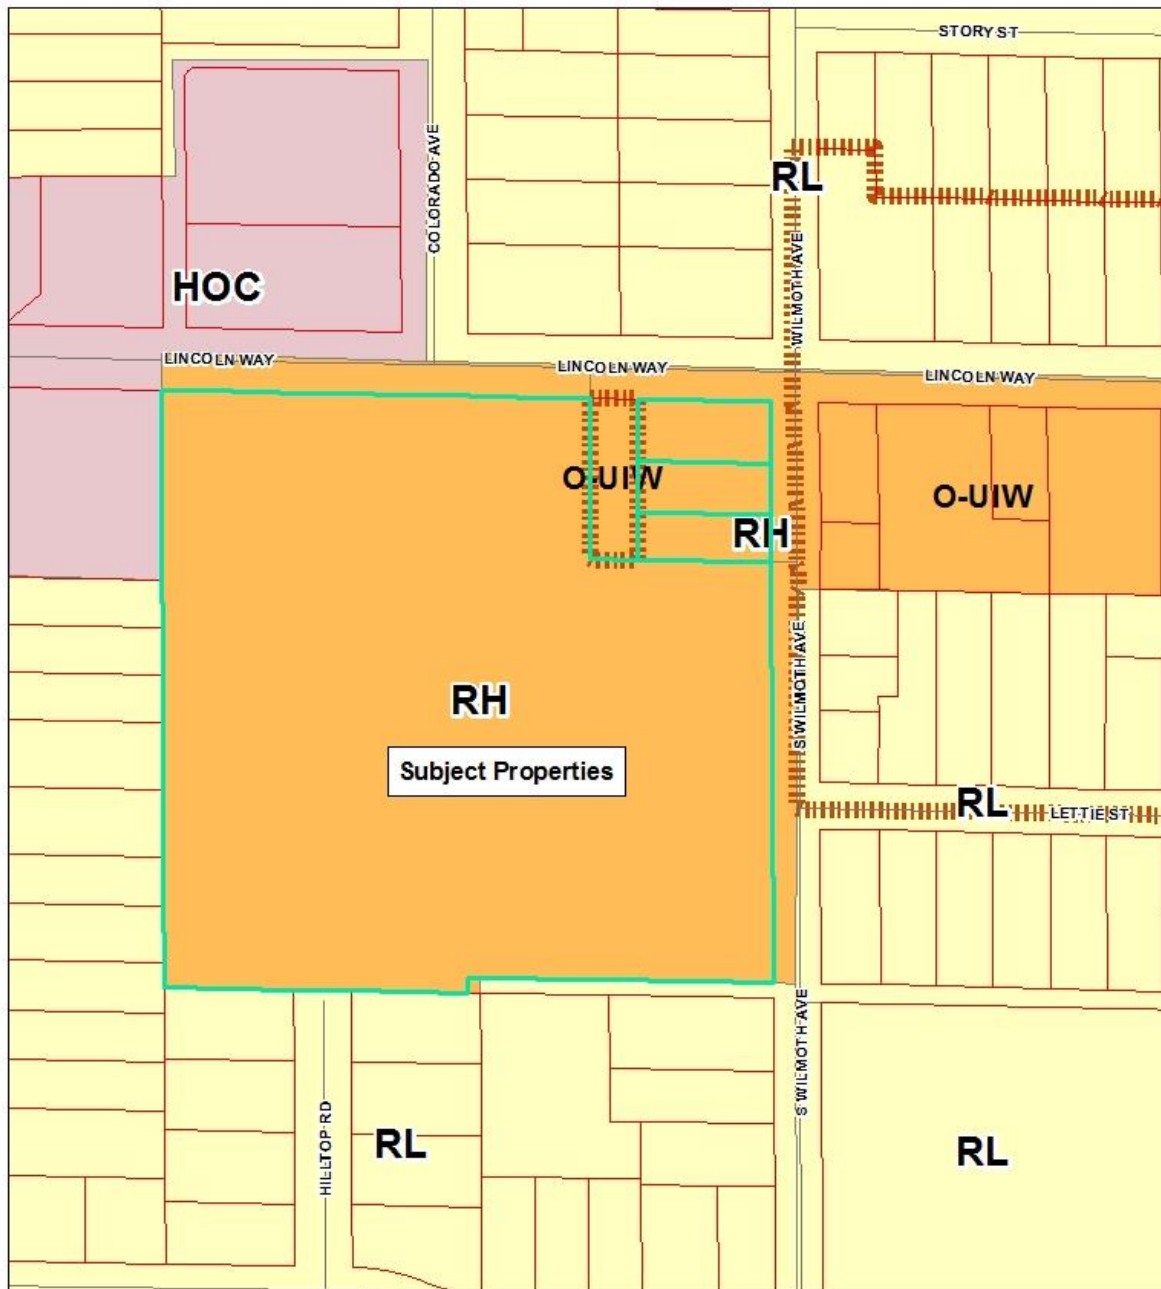 STORY ST
COLORADO AVE
RL
WILMOTH AVE
HOC
LINCOLN WAY
LINCOLN WAY
LINCOLN WAY
O-UIW
O-UIW
RH
S WILMOTH AVE
RH
Subject Properties
RL
LETTIE ST
S WILMOTH AVE
HILLTOP RD
RL
RL